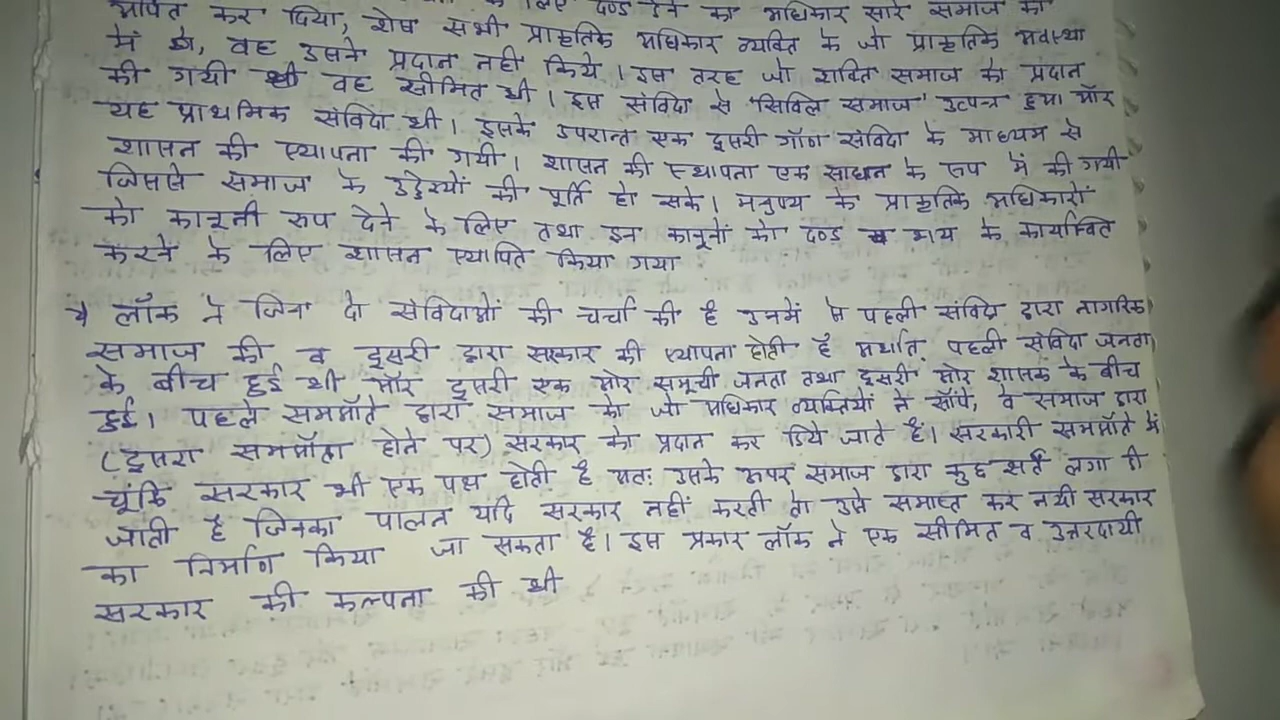 के लिए दण्ड देने का अधिकार सारे समाज को
अर्पित कर दिया, शेष सभी प्राकृतिक अधिकार व्यक्ति के जो प्राकृतिक अवस्था
में थे, वह उसने प्रदान नही किये। इस तरह जो शक्ति समाज को प्रदान
की गयी थी वह सीमित थी। इस संविदा से 'सिविल समाज' उत्पन्न हुआ और
यह प्राथमिक संविदा थी। इसके उपरान्त एक दूसरी गौण संविदा के माध्यम से
शासन की स्थापना की गयी। शासन की स्थापना एक साधन के रूप में की गयी
जिससे समाज के उद्देश्यों की पूर्ति हो सके। मनुष्य के प्राकृतिक अधिकारों
को कानूनी रूप देने के लिए तथा इन कानूनों को दण्ड व भय के कार्यान्वित
करने के लिए शासन स्थापित किया गया
→ लॉक ने जिन दो संविदाओं की चर्चा की है उनमें से पहली संविदा द्वारा नागरिक
समाज की व दूसरी द्वारा सरकार की स्थापना होती है अर्थात् पहली संविदा जनता
के बीच हुई थी और दूसरी एक ओर समूची जनता तथा दूसरी ओर शासक के बीच
हुई। पहले समझौते द्वारा समाज को जो अधिकार व्यक्तियों ने सौंपे, वे समाज द्वारा
(दूसरा समझौता होने पर) सरकार को प्रदान कर दिये जाते है। सरकारी समझौते में
चूंकि सरकार भी एक पक्ष होती है अतः उसके ऊपर समाज द्वारा कुछ शर्ते लगा दी
जाती है जिनका पालन यदि सरकार नहीं करती तो उसे समाप्त कर नयी सरकार
का निर्माण किया जा सकता है। इस प्रकार लॉक ने एक सीमित व उत्तरदायी
सरकार की कल्पना की थी